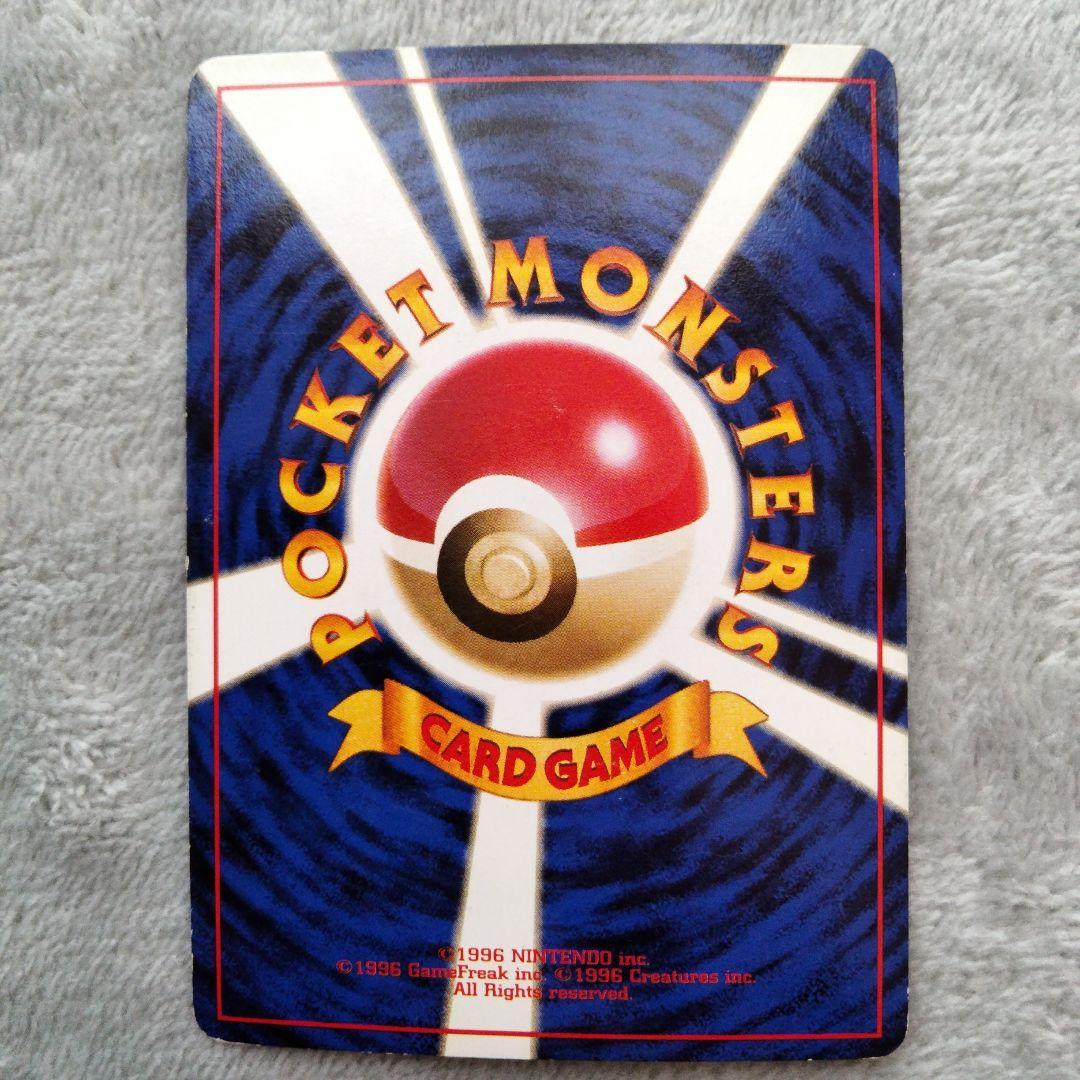 POCKET MONSTERS
CARD GAME
©1996 NINTENDO inc.
©1996 GameFreak inc. ©1996 Creatures inc.
All Rights reserved.